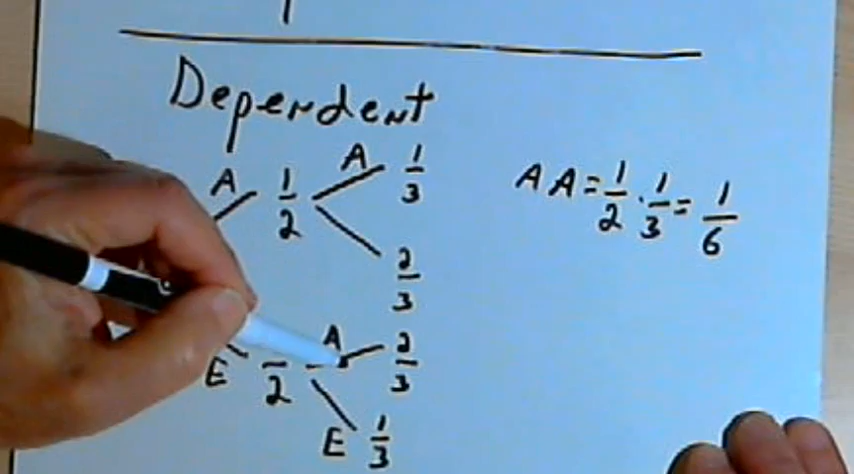 Dependent
A 1/2 A 1/3
AA = 1/2 · 1/3 = 1/6
2/3
A 2/3
E 2
E 1/3